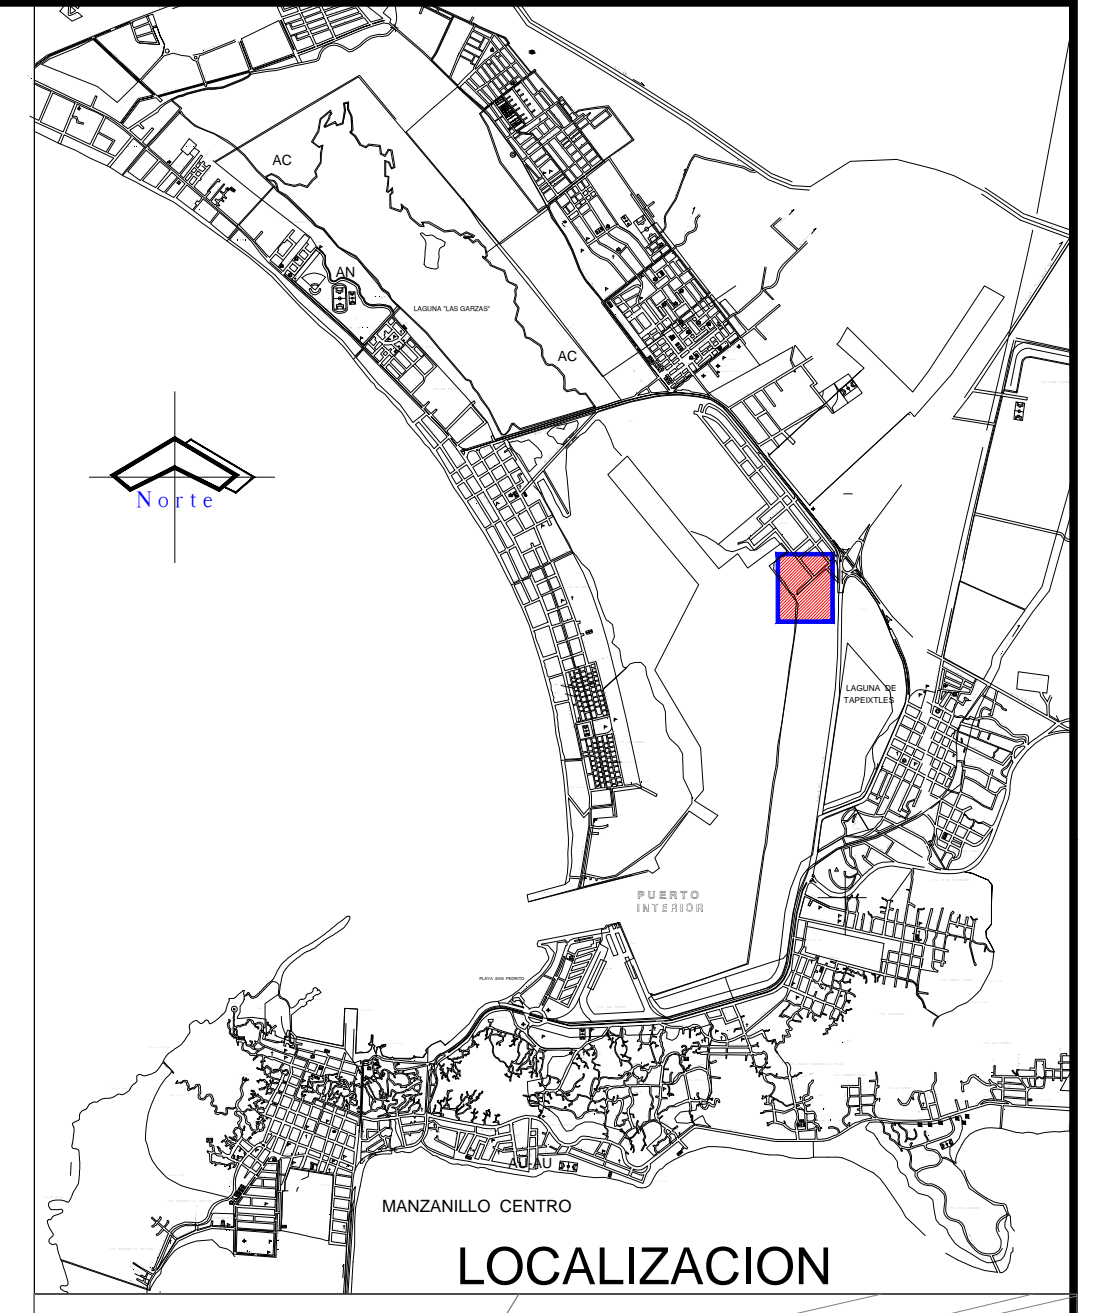 AC
AN
LAGUNA "LAS GARZAS"
AC
Norte
LAGUNA DE
TAPEIXTLES
PUERTO
INTERIOR
PLAYA SAN PEDRITO
AU-AU
MANZANILLO CENTRO
LOCALIZACION